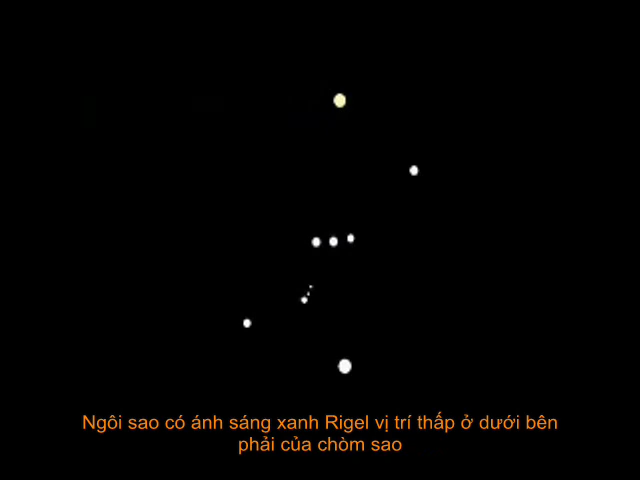 Ngôi sao có ánh sáng xanh Rigel vị trí thấp ở dưới bên
phải của chòm sao